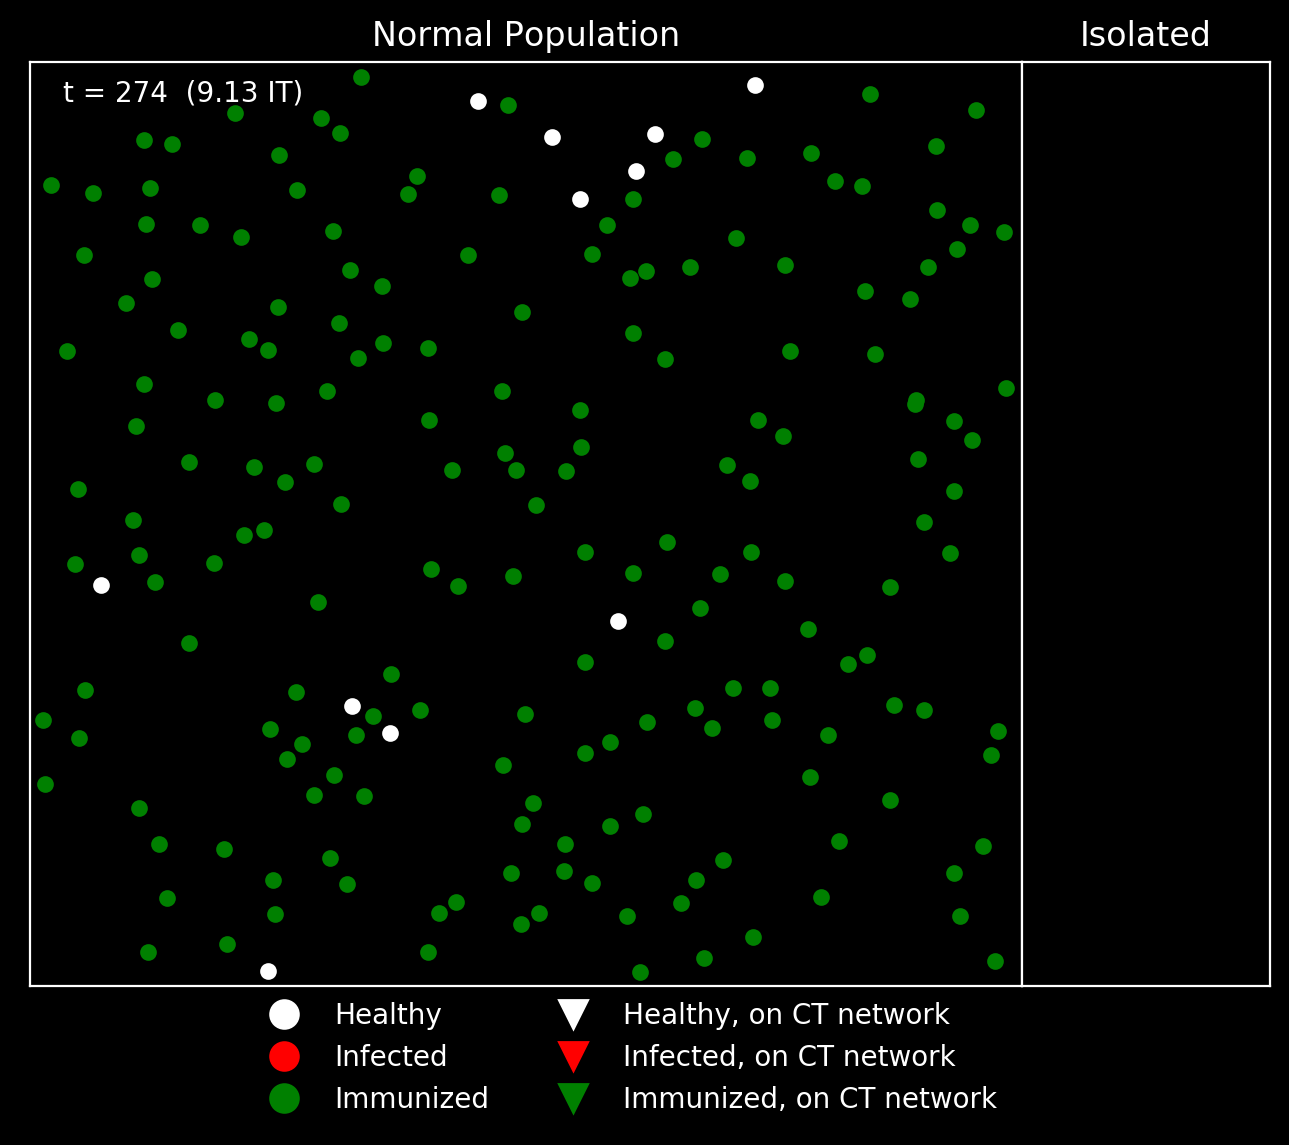 Normal Population
Isolated
t = 274  (9.13 IT)
Healthy
Infected
Immunized
Healthy, on CT network
Infected, on CT network
Immunized, on CT network